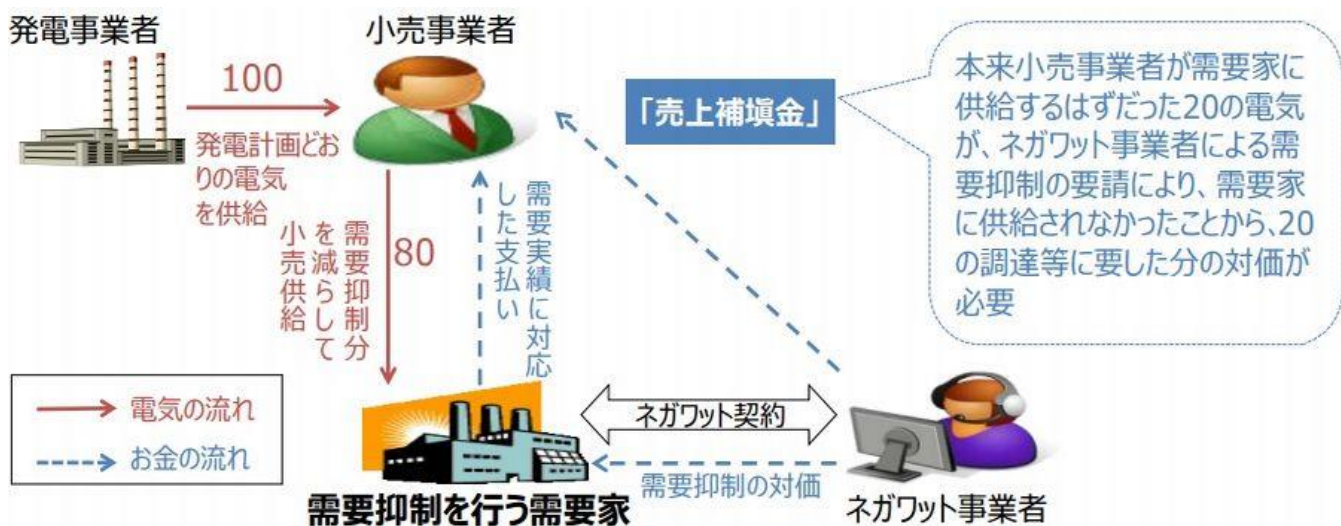 発電事業者
小売事業者
100
発電計画どお
りの電気
を供給
「売上補填金」
本来小売事業者が需要家に
供給するはずだった20の電気
が、ネガワット事業者による需
要抑制の要請により、需要家
に供給されなかったことから、20
の調達等に要した分の対価が
必要
需要抑制分
を減らして
小売供給
80
需要実績に対応
した支払い
電気の流れ
お金の流れ
ネガワット契約
需要抑制の対価
需要抑制を行う需要家
ネガワット事業者